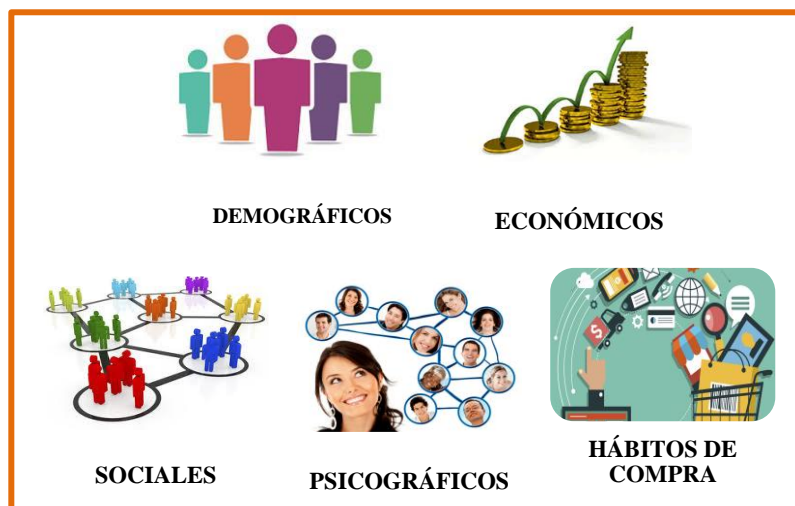 DEMOGRÁFICOS
ECONÓMICOS
SOCIALES
PSICOGRÁFICOS
HÁBITOS DE
COMPRA